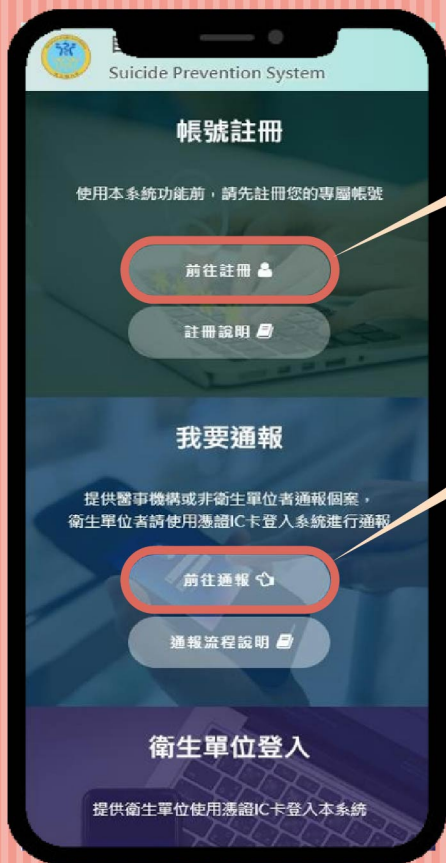 Suicide Prevention System
帳號註冊
使用本系統功能前，請先註冊您的專屬帳號
前往註冊
註冊說明
我要通報
提供醫事機構或非衛生單位者通報個案，
衛生單位者請使用憑證IC卡登入系統進行通報
前往通報
通報流程說明
衛生單位登入
提供衛生單位使用憑證IC卡登入本系統